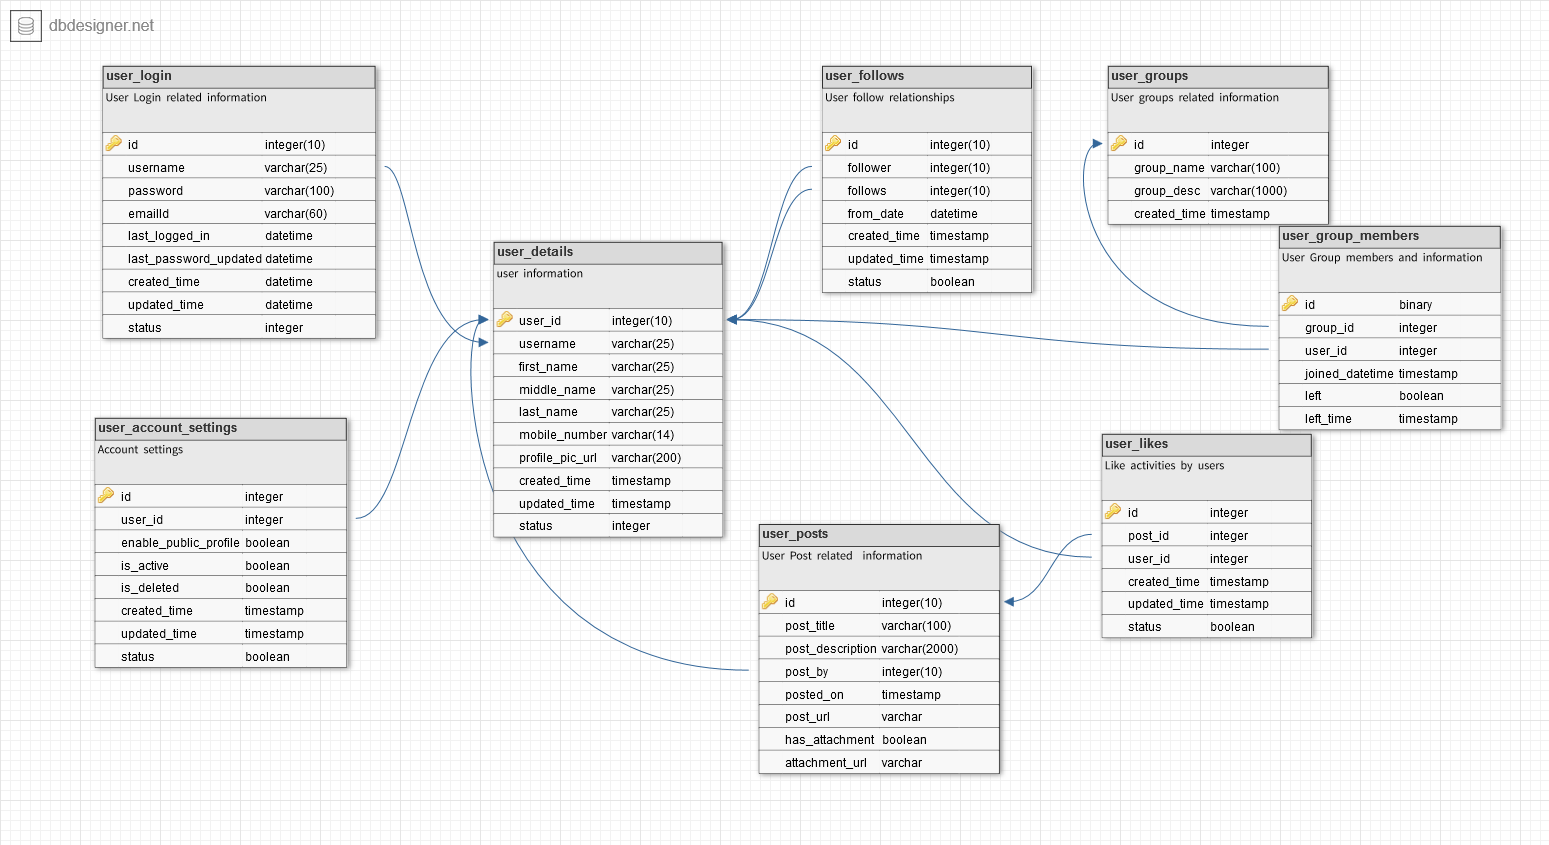 dbdesigner.net
user_login
User Login related information
id integer(10)
username varchar(25)
password varchar(100)
emailId varchar(60)
last_logged_in datetime
last_password_updated datetime
created_time datetime
updated_time datetime
status integer
user_account_settings
Account settings
id integer
user_id integer
enable_public_profile boolean
is_active boolean
is_deleted boolean
created_time timestamp
updated_time timestamp
status boolean
user_details
user information
user_id integer(10)
username varchar(25)
first_name varchar(25)
middle_name varchar(25)
last_name varchar(25)
mobile_number varchar(14)
profile_pic_url varchar(200)
created_time timestamp
updated_time timestamp
status integer
user_follows
User follow relationships
id integer(10)
follower integer(10)
follows integer(10)
from_date datetime
created_time timestamp
updated_time timestamp
status boolean
user_posts
User Post related information
id integer(10)
post_title varchar(100)
post_description varchar(2000)
post_by integer(10)
posted_on timestamp
post_url varchar
has_attachment boolean
attachment_url varchar
user_groups
User groups related information
id integer
group_name varchar(100)
group_desc varchar(1000)
created_time timestamp
user_group_members
User Group members and information
id binary
group_id integer
user_id integer
joined_datetime timestamp
left boolean
left_time timestamp
user_likes
Like activities by users
id integer
post_id integer
user_id integer
created_time timestamp
updated_time timestamp
status boolean